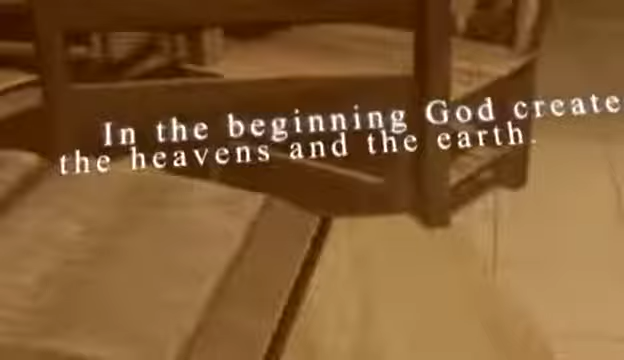 In the beginning God create
the heavens and the earth.